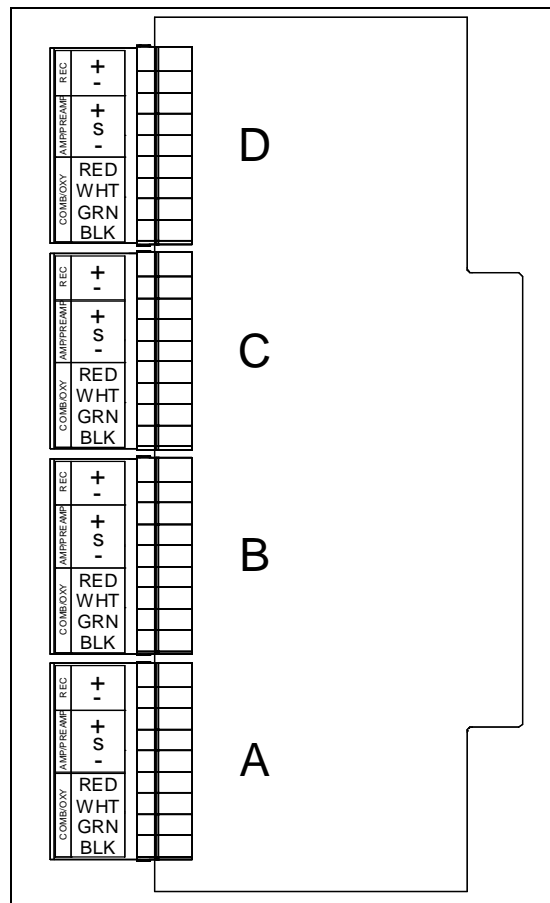 REC
+
-
AMP/PREAMP
+
S
-
COMB/OXY
RED
WHT
GRN
BLK
D
REC
+
-
AMP/PREAMP
+
S
-
COMB/OXY
RED
WHT
GRN
BLK
C
REC
+
-
AMP/PREAMP
+
S
-
COMB/OXY
RED
WHT
GRN
BLK
B
REC
+
-
AMP/PREAMP
+
S
-
COMB/OXY
RED
WHT
GRN
BLK
A